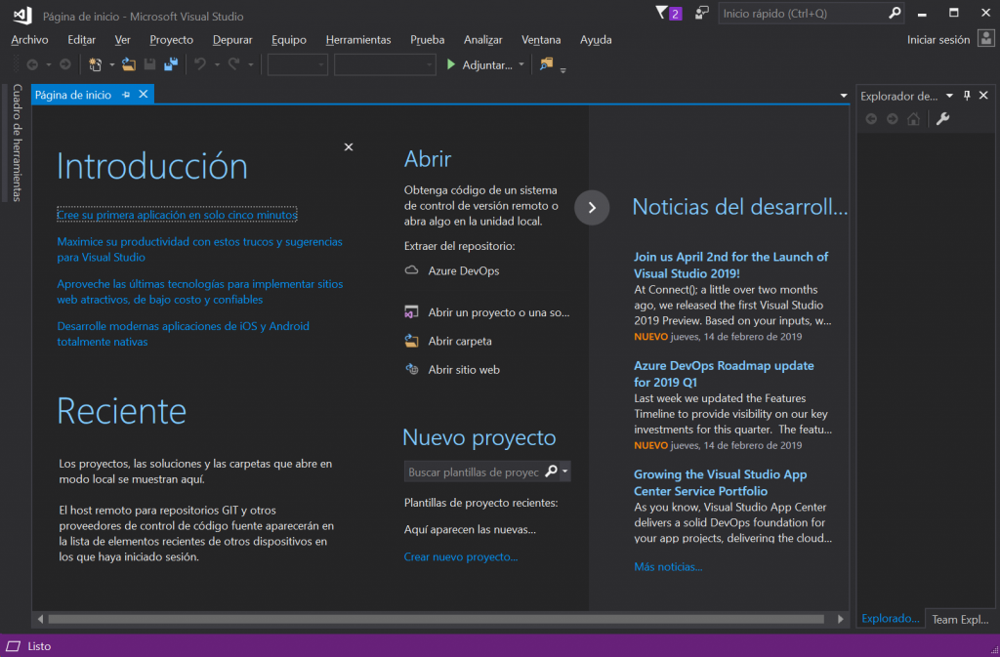 Página de inicio - Microsoft Visual Studio
2
Inicio rápido (Ctrl+Q)
Archivo Editar Ver Proyecto Depurar Equipo Herramientas Prueba Analizar Ventana Ayuda
Iniciar sesión
Adjuntar...
Cuadro de herramientas
Página de inicio
Introducción
Cree su primera aplicación en solo cinco minutos
Maximice su productividad con estos trucos y sugerencias
para Visual Studio
Aproveche las últimas tecnologías para implementar sitios
web atractivos, de bajo costo y confiables
Desarrolle modernas aplicaciones de iOS y Android
totalmente nativas
Reciente
Los proyectos, las soluciones y las carpetas que abre en
modo local se muestran aquí.
El host remoto para repositorios GIT y otros
proveedores de control de código fuente aparecerán en
la lista de elementos recientes de otros dispositivos en
los que haya iniciado sesión.
Abrir
Obtenga código de un sistema
de control de versión remoto o
abra algo en la unidad local.
Extraer del repositorio:
Azure DevOps
Abrir un proyecto o una so...
Abrir carpeta
Abrir sitio web
Nuevo proyecto
Buscar plantillas de proyec
Plantillas de proyecto recientes:
Aquí aparecen las nuevas...
Crear nuevo proyecto...
Noticias del desarroll...
Join us April 2nd for the Launch of
Visual Studio 2019!
At Connect(); a little over two months
ago, we released the first Visual Studio
2019 Preview. Based on your inputs, w...
NUEVO jueves, 14 de febrero de 2019
Azure DevOps Roadmap update
for 2019 Q1
Last week we updated the Features
Timeline to provide visibility on our key
investments for this quarter. The featu...
NUEVO jueves, 14 de febrero de 2019
Growing the Visual Studio App
Center Service Portfolio
As you know, Visual Studio App Center
delivers a solid DevOps foundation for
your app projects, delivering the cloud...
Más noticias...
Explorador de...
Explorado...
Team Expl...
Listo